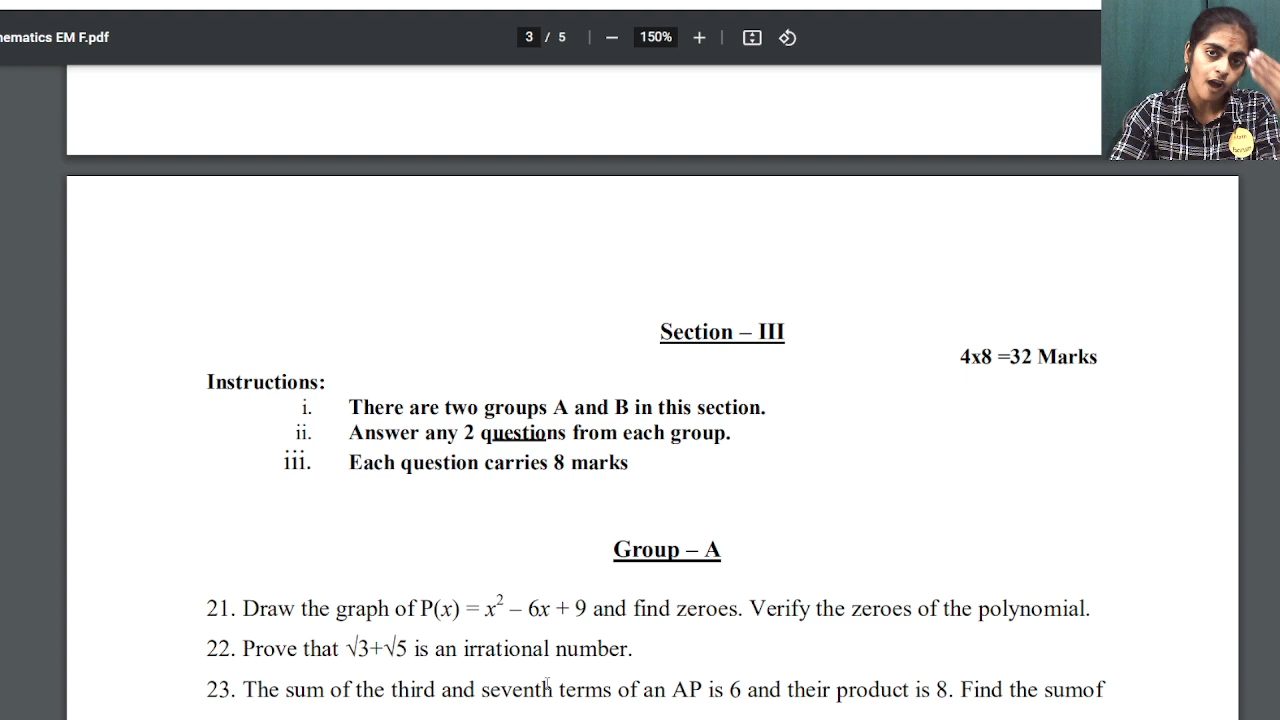 ematics EM F.pdf
3 / 5
150%
Section – III
4x8 =32 Marks
Instructions:
i. There are two groups A and B in this section.
ii. Answer any 2 questions from each group.
iii. Each question carries 8 marks
Group – A
21. Draw the graph of P(x) = x² – 6x + 9 and find zeroes. Verify the zeroes of the polynomial.
22. Prove that √3+√5 is an irrational number.
23. The sum of the third and seventh terms of an AP is 6 and their product is 8. Find the sumof